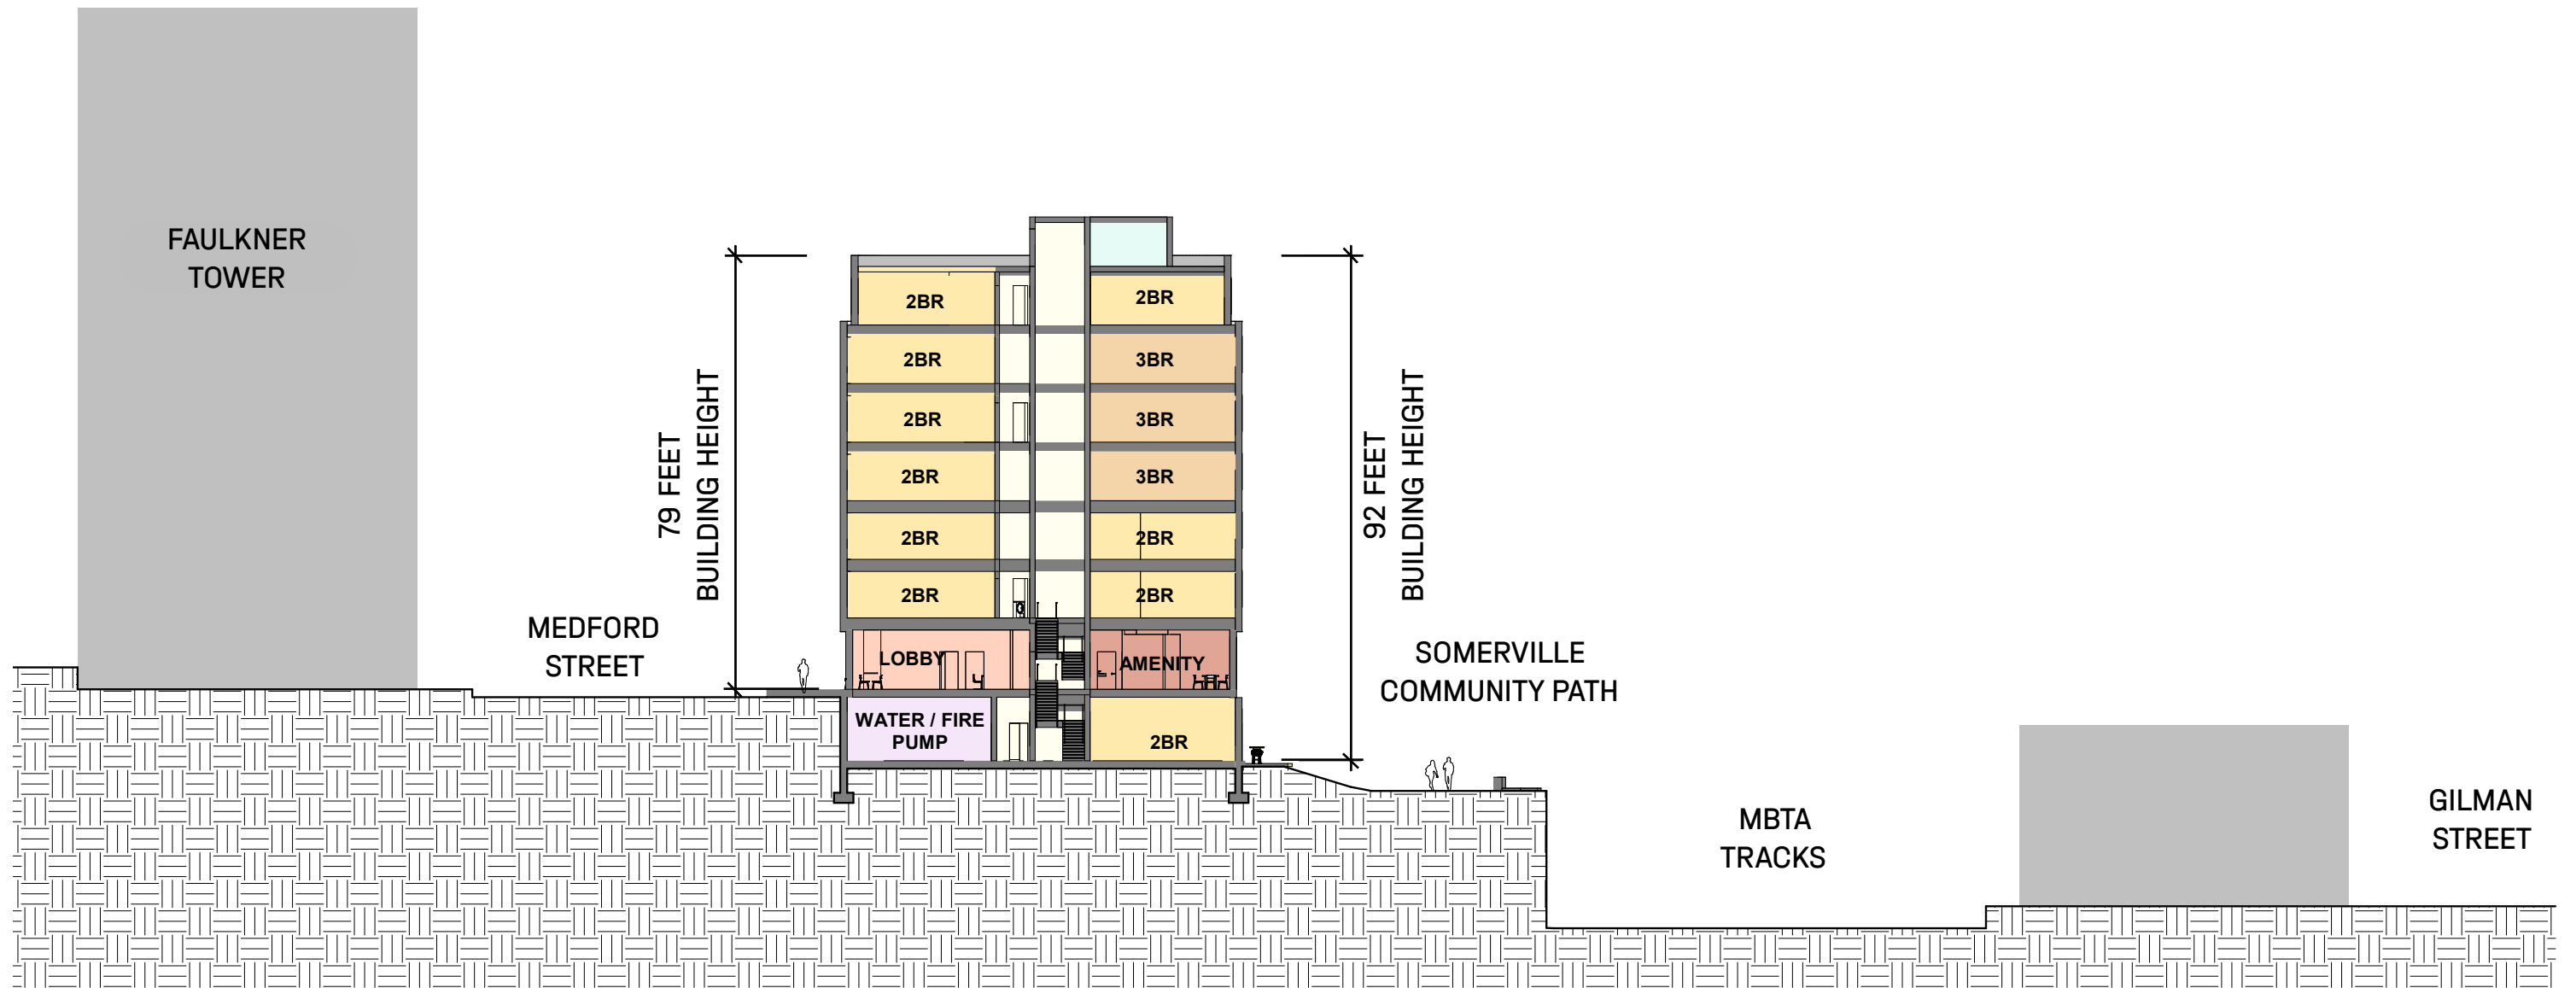 FAULKNER
TOWER
MEDFORD
STREET
79 FEET
BUILDING HEIGHT
2BR
2BR
2BR
3BR
2BR
3BR
2BR
3BR
2BR
2BR
2BR
2BR
LOBBY
AMENITY
WATER / FIRE
PUMP
2BR
92 FEET
BUILDING HEIGHT
SOMERVILLE
COMMUNITY PATH
MBTA
TRACKS
GILMAN
STREET